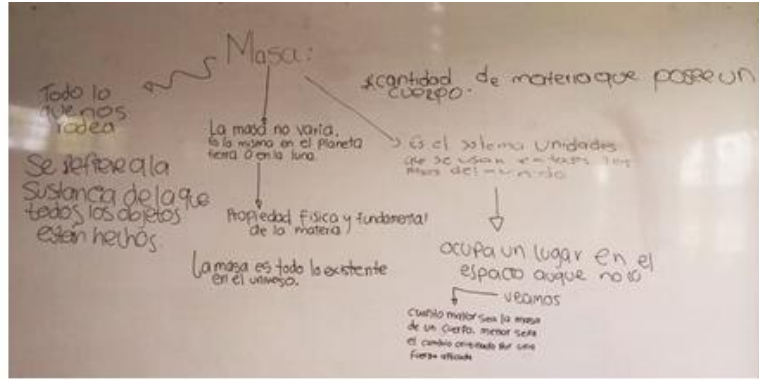 Masa:
*cantidad de materia que posee un
cuerpo.
Todo lo
que nos
rodea
La masa no varia.
es la misma en el planeta
tierra o en la luna.
Es el sistema unidades
que se usan en todos los
del mundo
Se refiere a la
sustancia de la que
todos los objetos
están hechos
Propiedad Física y fundamental
de la materia
La masa es todo lo existente
en el universo.
ocupa un lugar en el
espacio auque no lo
veamos
cuanto mayor sea la masa
de un cuerpo, menor será
el cambio originado por una
fuerza aplicada